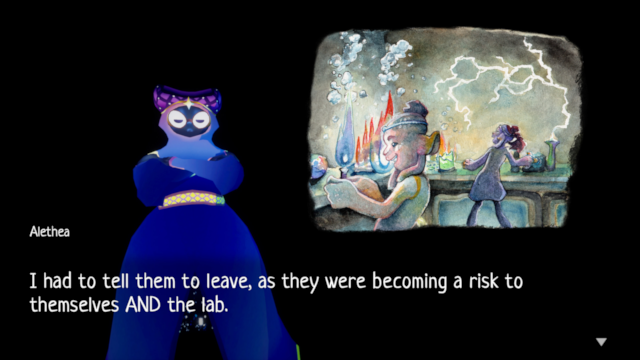 Alethea
I had to tell them to leave, as they were becoming a risk to
themselves AND the lab.